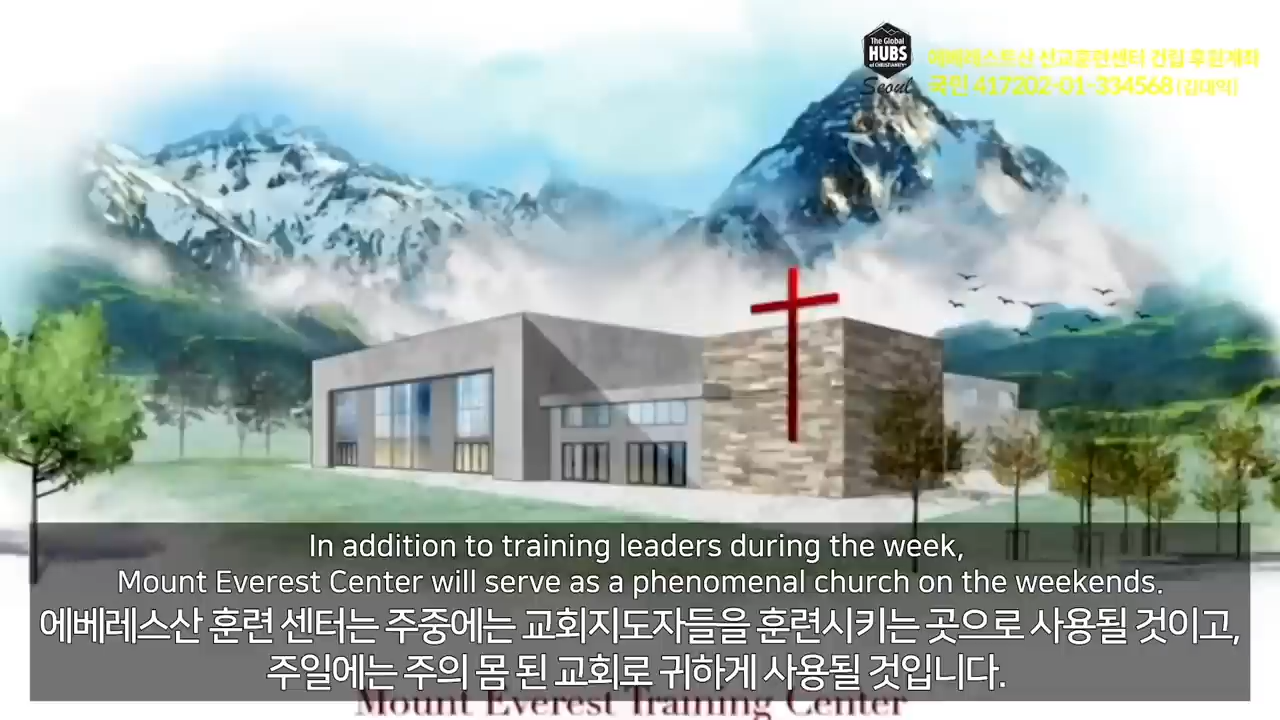 The Global
HUBS
of CHRISTIANITY
Seoul
에베레스트산 선교훈련센터 건립 후원계좌
국민 417202-01-334568 (김대억)
In addition to training leaders during the week,
Mount Everest Center will serve as a phenomenal church on the weekends.
에베레스산 훈련 센터는 주중에는 교회지도자들을 훈련시키는 곳으로 사용될 것이고,
주일에는 주의 몸 된 교회로 귀하게 사용될 것입니다.
Mount Everest Training Center